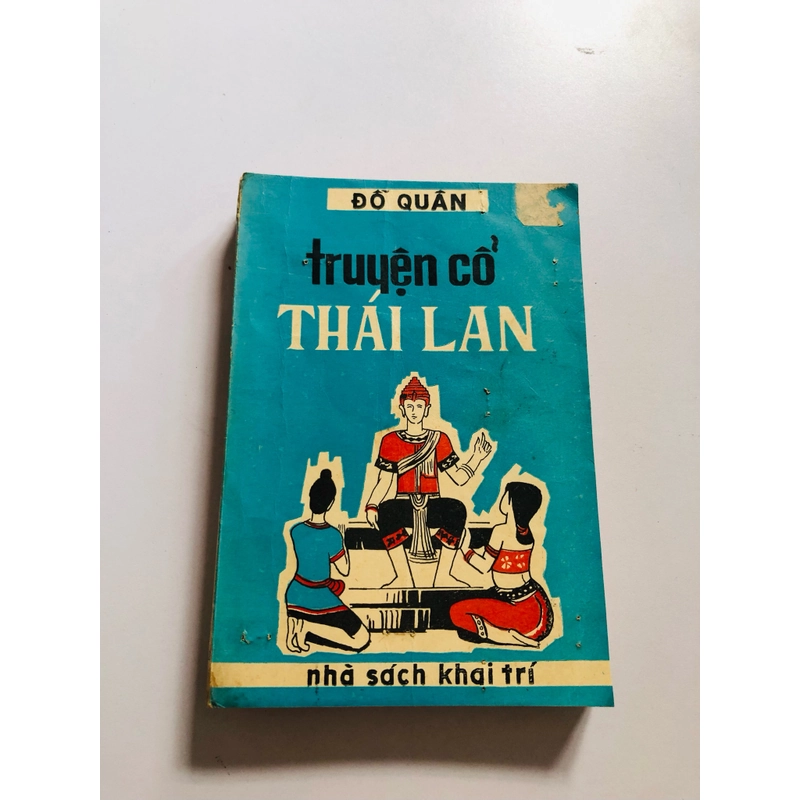 ĐỖ QUÂN
truyện cổ
THÁI LAN
nhà sách khai trí